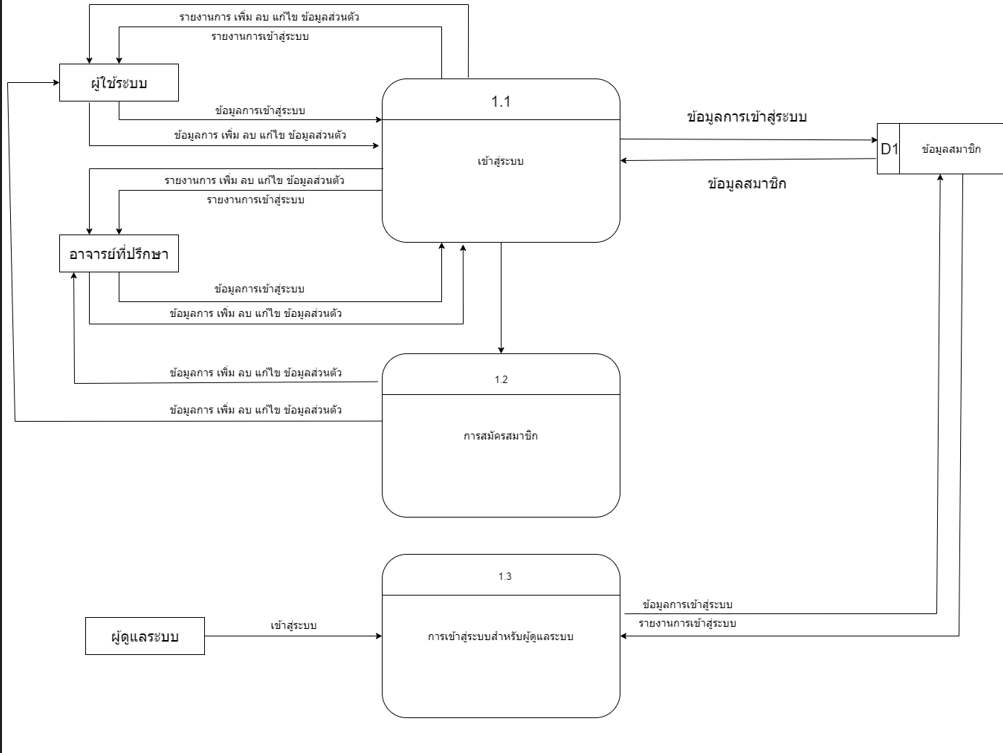 รายงานการ เพิ่ม ลบ แก้ไข ข้อมูลส่วนตัว
รายงานการเข้าสู่ระบบ
ผู้ใช้ระบบ
ข้อมูลการเข้าสู่ระบบ
ข้อมูลการ เพิ่ม ลบ แก้ไข ข้อมูลส่วนตัว
1.1
เข้าสู่ระบบ
ข้อมูลการเข้าสู่ระบบ
ข้อมูลสมาชิก
D1
ข้อมูลสมาชิก
รายงานการ เพิ่ม ลบ แก้ไข ข้อมูลส่วนตัว
รายงานการเข้าสู่ระบบ
อาจารย์ที่ปรึกษา
ข้อมูลการเข้าสู่ระบบ
ข้อมูลการ เพิ่ม ลบ แก้ไข ข้อมูลส่วนตัว
ข้อมูลการ เพิ่ม ลบ แก้ไข ข้อมูลส่วนตัว
ข้อมูลการ เพิ่ม ลบ แก้ไข ข้อมูลส่วนตัว
1.2
การสมัครสมาชิก
ผู้ดูแลระบบ
เข้าสู่ระบบ
1.3
การเข้าสู่ระบบสำหรับผู้ดูแลระบบ
ข้อมูลการเข้าสู่ระบบ
รายงานการเข้าสู่ระบบ